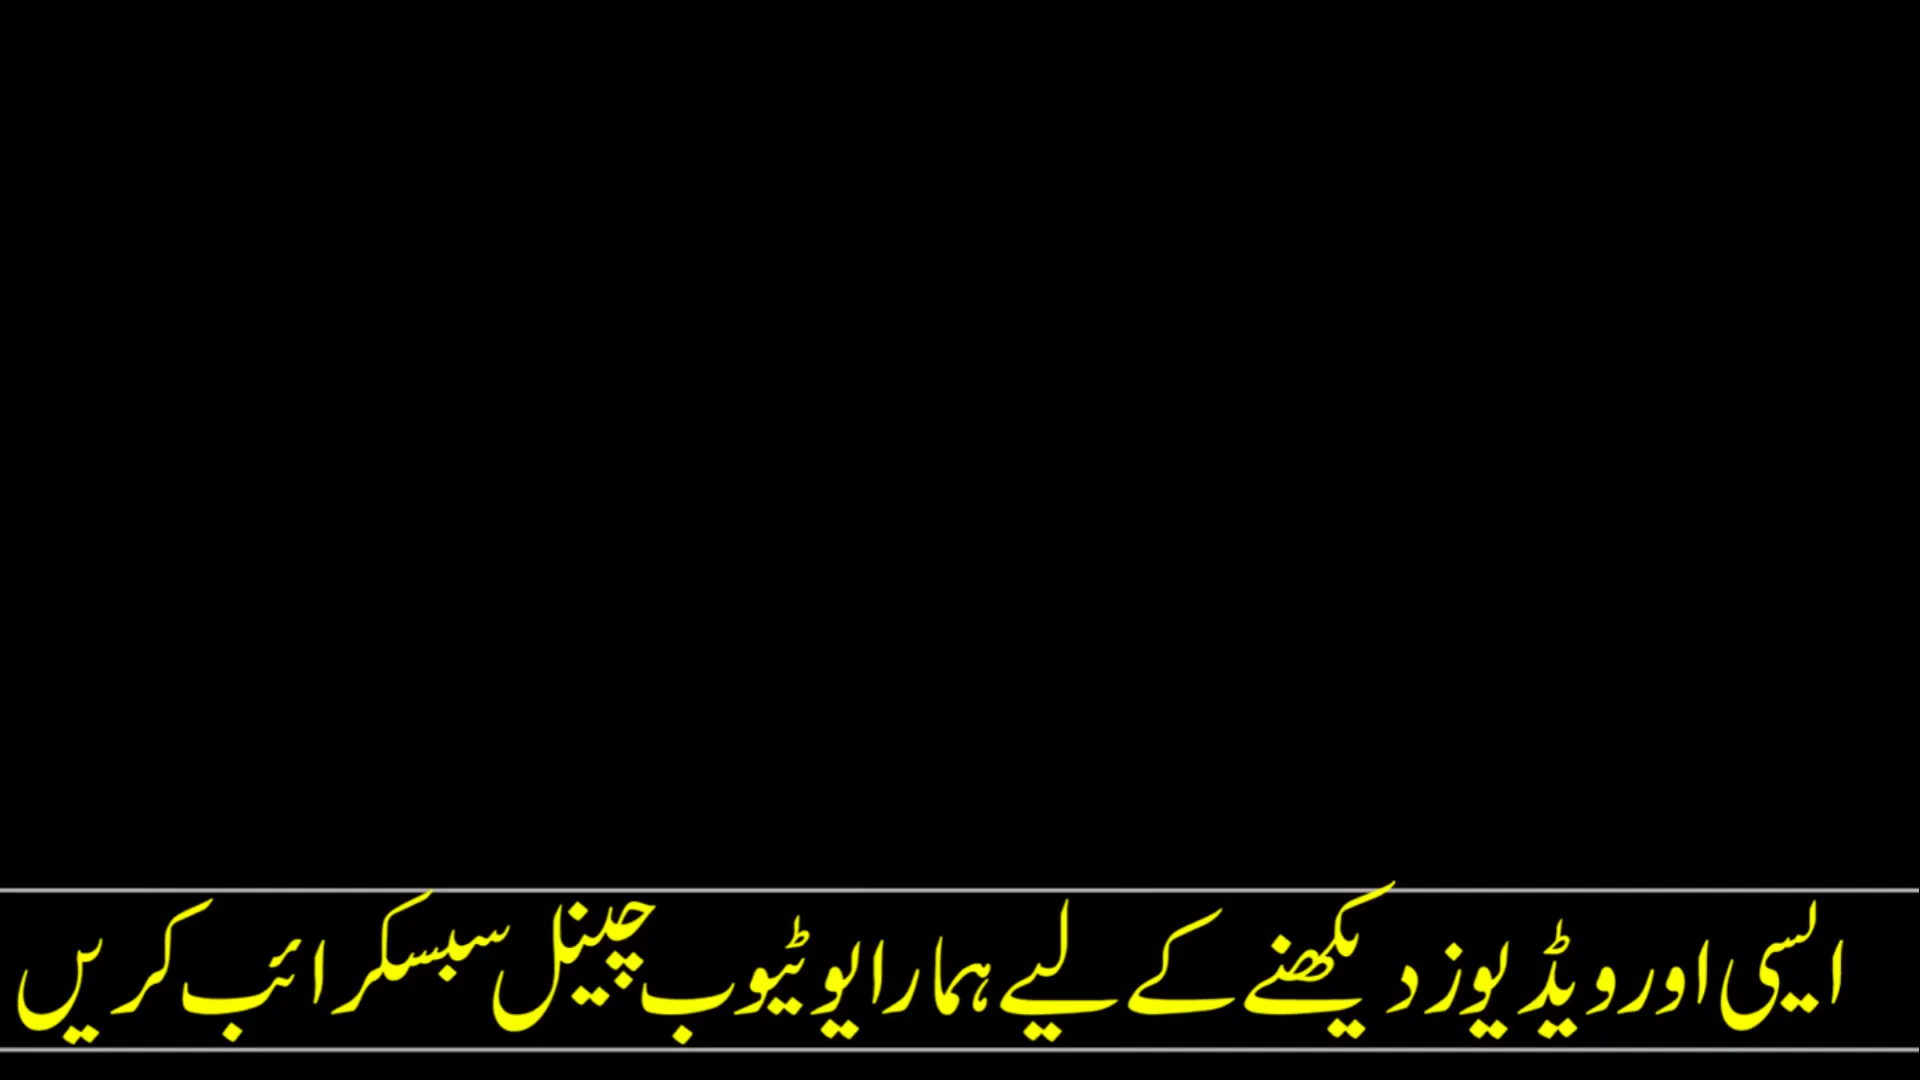 ایسی اور ویڈیوز دیکھنے کے لیے ہمارا یوٹیوب چینل سبسکرائب کریں